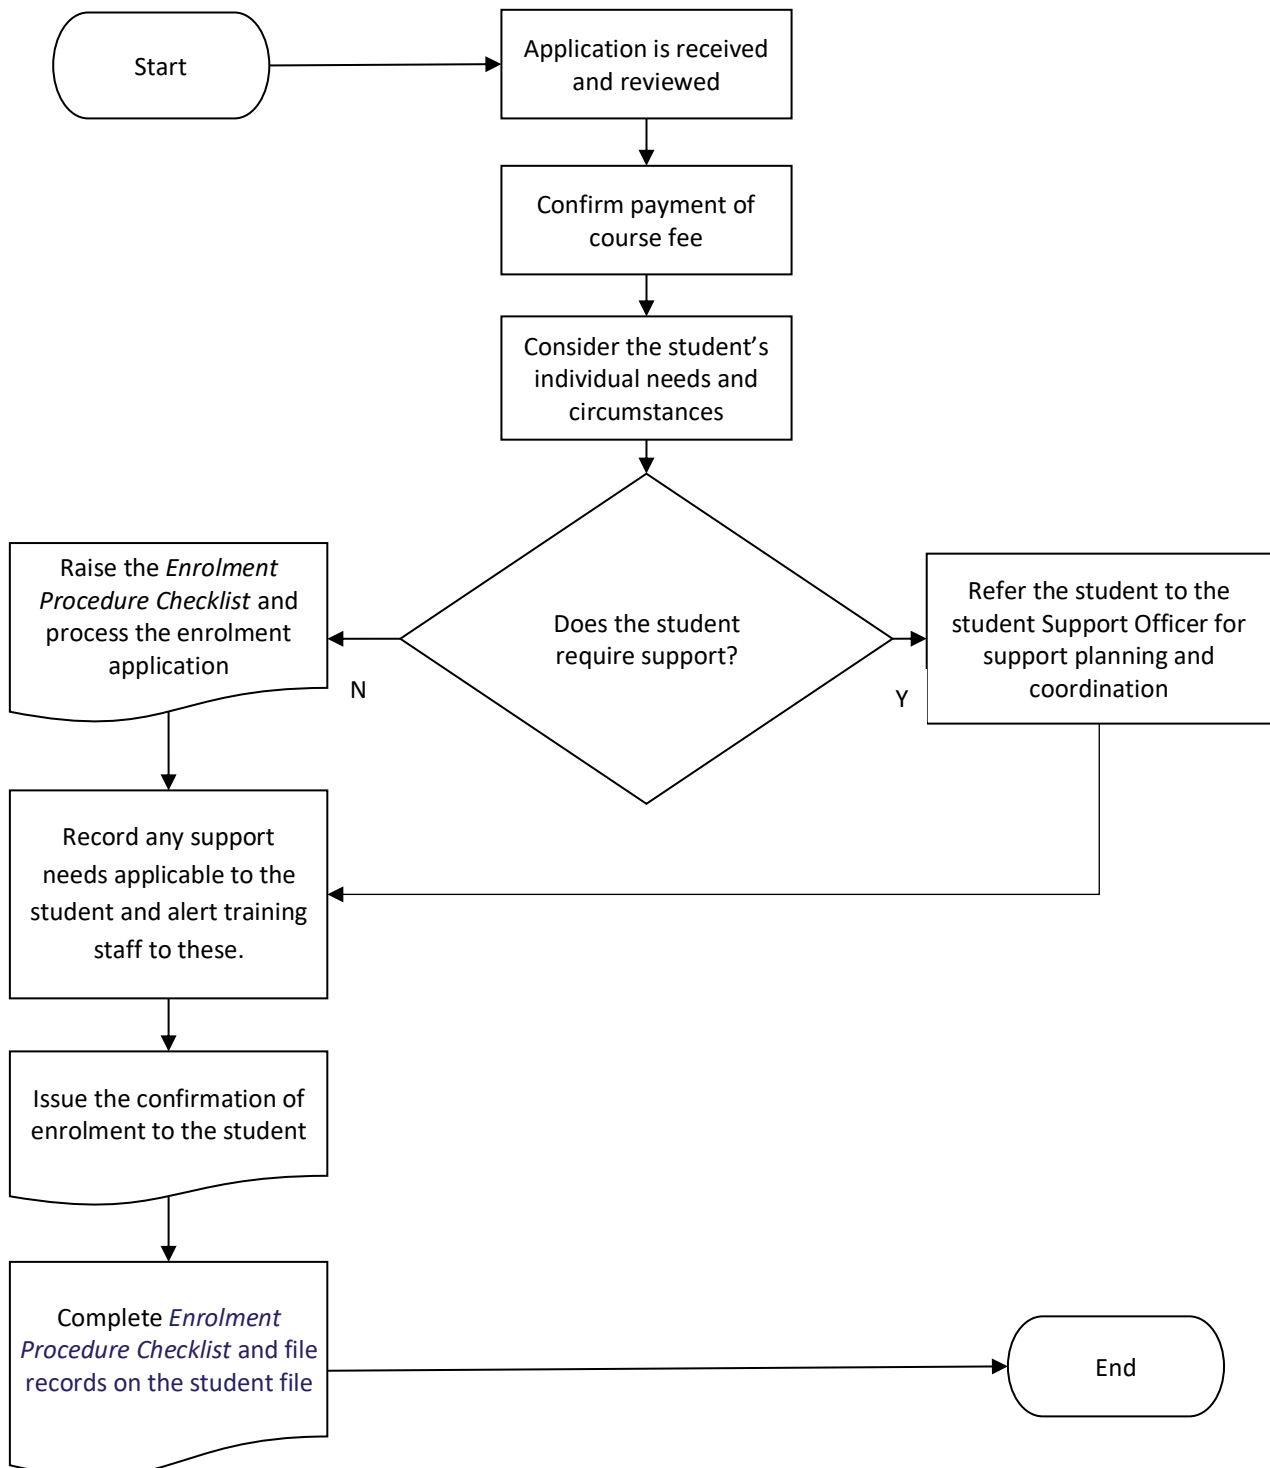 Start
Application is received
and reviewed
Confirm payment of
course fee
Consider the student’s
individual needs and
circumstances
Does the student
require support?
N
Y
Raise the Enrolment
Procedure Checklist and
process the enrolment
application
Refer the student to the
student Support Officer for
support planning and
coordination
Record any support
needs applicable to the
student and alert training
staff to these.
Issue the confirmation of
enrolment to the student
Complete Enrolment
Procedure Checklist and file
records on the student file
End